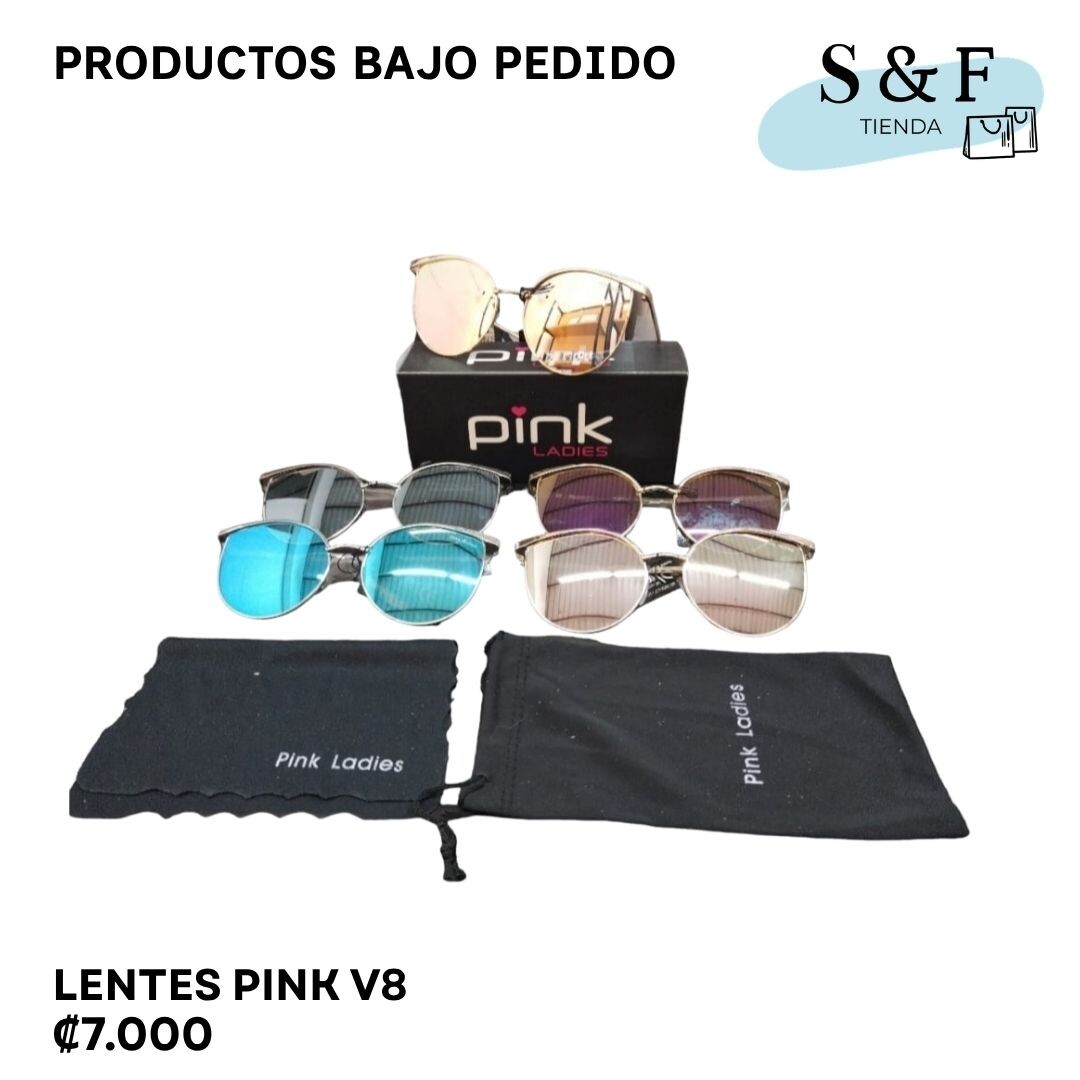 PRODUCTOS BAJO PEDIDO
S & F
TIENDA
pink
LADIES
Pink Ladies
Pink Ladies
LENTES PINK V8
₡7.000